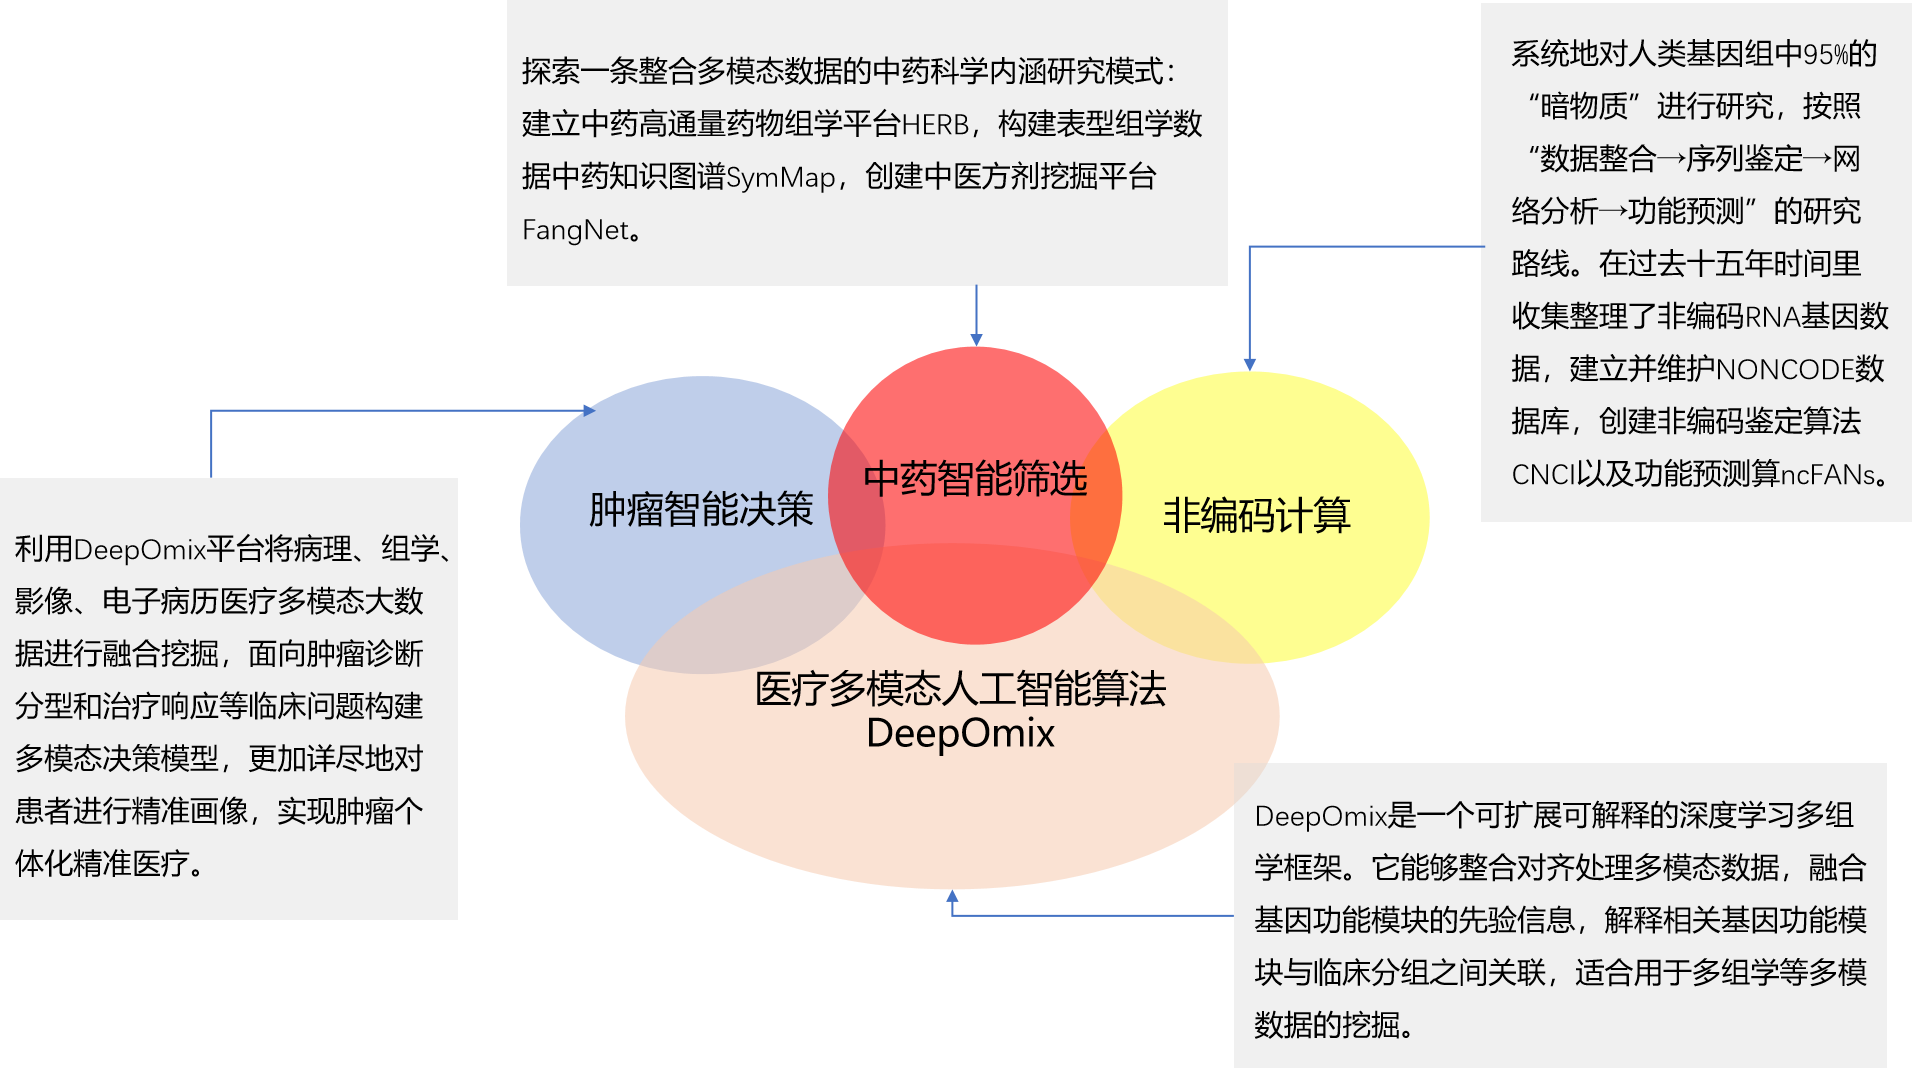 探索一条整合多模态数据的中药科学内涵研究模式：
建立中药高通量药物组学平台HERB，构建表型组学数
据中药知识图谱SymMap，创建中医方剂挖掘平台
FangNet。
系统地对人类基因组中95%的
“暗物质”进行研究，按照
“数据整合→序列鉴定→网
络分析→功能预测”的研究
路线。在过去十五年时间里
收集整理了非编码RNA基因数
据，建立并维护NONCODE数
据库，创建非编码鉴定算法
CNCI以及功能预测算ncFANs。
中药智能筛选
肿瘤智能决策
非编码计算
医疗多模态人工智能算法
DeepOmix
利用DeepOmix平台将病理、组学、
影像、电子病历医疗多模态大数
据进行融合挖掘，面向肿瘤诊断
分型和治疗响应等临床问题构建
多模态决策模型，更加详尽地对
患者进行精准画像，实现肿瘤个
体化精准医疗。
DeepOmix是一个可扩展可解释的深度学习多组
学框架。它能够整合对齐处理多模态数据，融合
基因功能模块的先验信息，解释相关基因功能模
块与临床分组之间关联，适合用于多组学等多模
数据的挖掘。